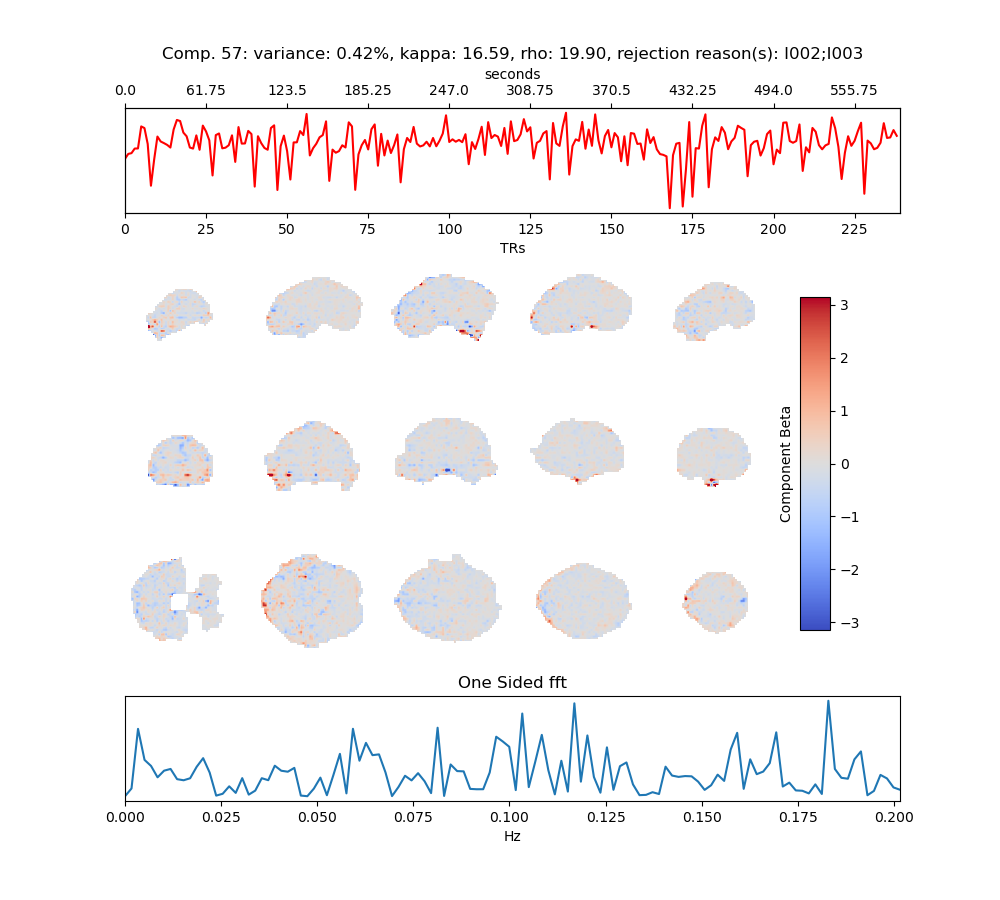 Comp. 57: variance: 0.42%, kappa: 16.59, rho: 19.90, rejection reason(s): I002;I003
seconds
0.0 61.75 123.5 185.25 247.0 308.75 370.5 432.25 494.0 555.75
0 25 50 75 100 125 150 175 200 225
TRs
3
2
1
0
−1
−2
−3
Component Beta
One Sided fft
0.000 0.025 0.050 0.075 0.100 0.125 0.150 0.175 0.200
Hz